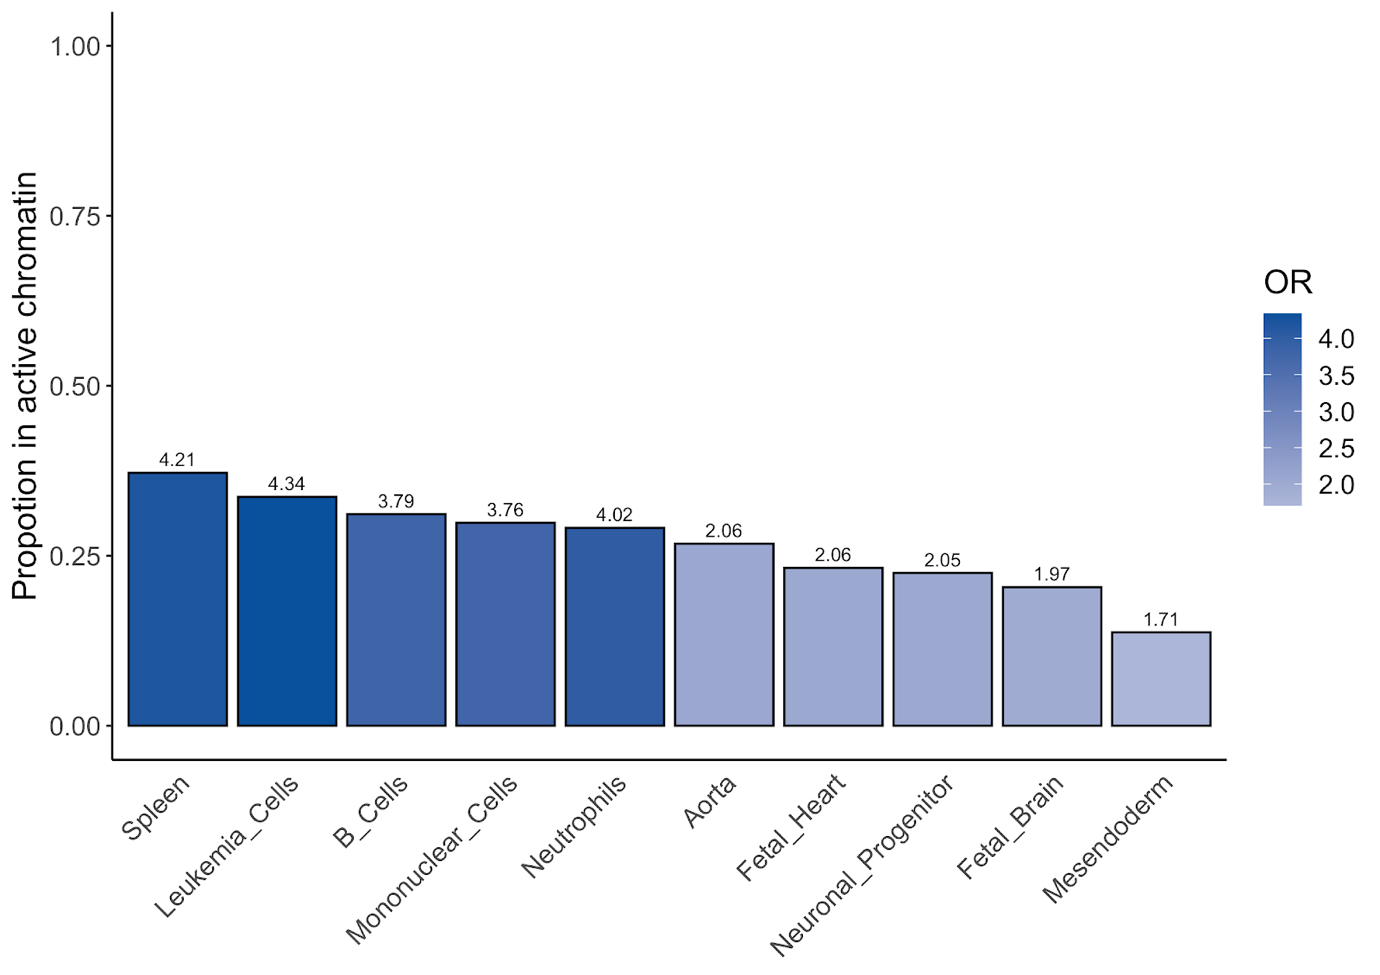 Propotion in active chromatin
1.00
0.75
0.50
0.25
0.00
4.21
4.34
3.79
3.76
4.02
2.06
2.06
2.05
1.97
1.71
Spleen
Leukemia_Cells
B_Cells
Mononuclear_Cells
Neutrophils
Aorta
Fetal_Heart
Neuronal_Progenitor
Fetal_Brain
Mesendoderm
OR
4.0
3.5
3.0
2.5
2.0